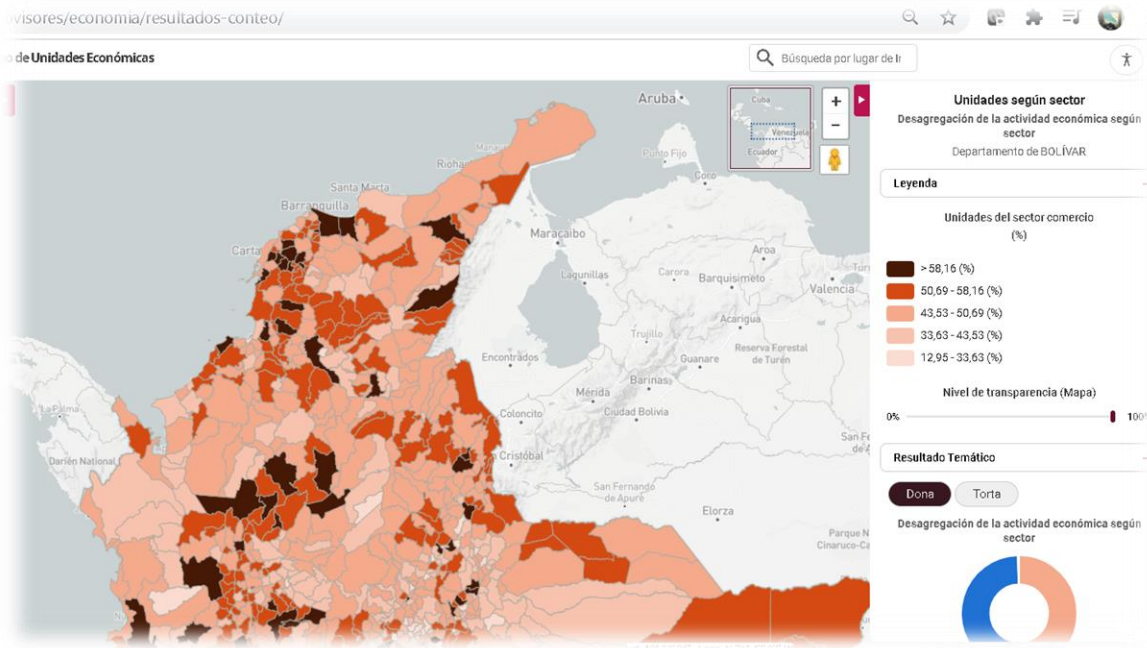 visores/economia/resultados-conteo/
de Unidades Económicas
Búsqueda por lugar de Ir
Unidades según sector
Desagregación de la actividad económica según
sector
Departamento de BOLÍVAR
Leyenda
Unidades del sector comercio
(%)
> 58,16 (%)
50,69 - 58,16 (%)
43,53 - 50,69 (%)
33,63 - 43,53 (%)
12,95 - 33,63 (%)
Nivel de transparencia (Mapa)
0%
100°
Resultado Temático
Dona
Torta
Desagregación de la actividad económica según
sector
Aruba
Cuba
Venezuela
Ecuador
+
−
Punto Fijo
Coro
Rioha
Santa Marta
Barranquilla
Carta
Maracaibo
Aroa
Lagunillas
Carora
Barquisimeto
Valencia
Acarigua
Trujillo
Guanare
Reserva Forestal
de Turén
Encontrados
Barinas
Mérida
Ciudad Bolivia
Coloncito
La Palma
Darién National
Cristóbal
San Fe
San Fernando
de Apure
Elorza
Parque N
Cinaruco-Ca